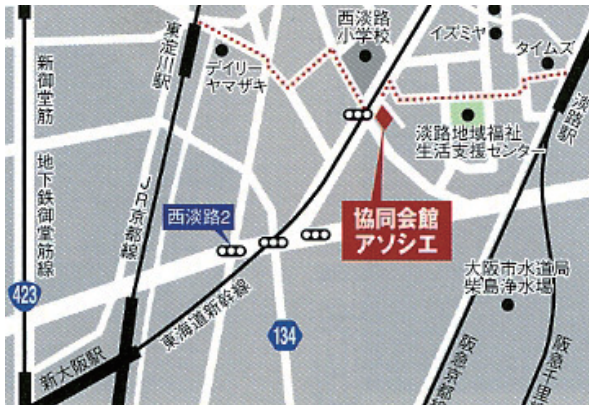 新御堂筋
地下鉄御堂筋線
423
東淀川駅
デイリー
ヤマザキ
JR京都線
西淡路2
新大阪駅
東海道新幹線
西淡路
小学校
イズミヤ
タイムズ
淡路駅
淡路地域福祉
生活支援センター
協同会館
アソシエ
134
大阪市水道局
柴島浄水場
阪急京都線
阪急千里線